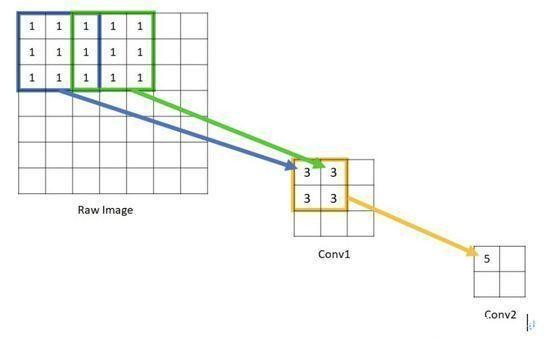 1 1 1 1 1
1 1 1 1 1
1 1 1 1 1
Raw Image
3 3
3 3
Conv1
5
Conv2